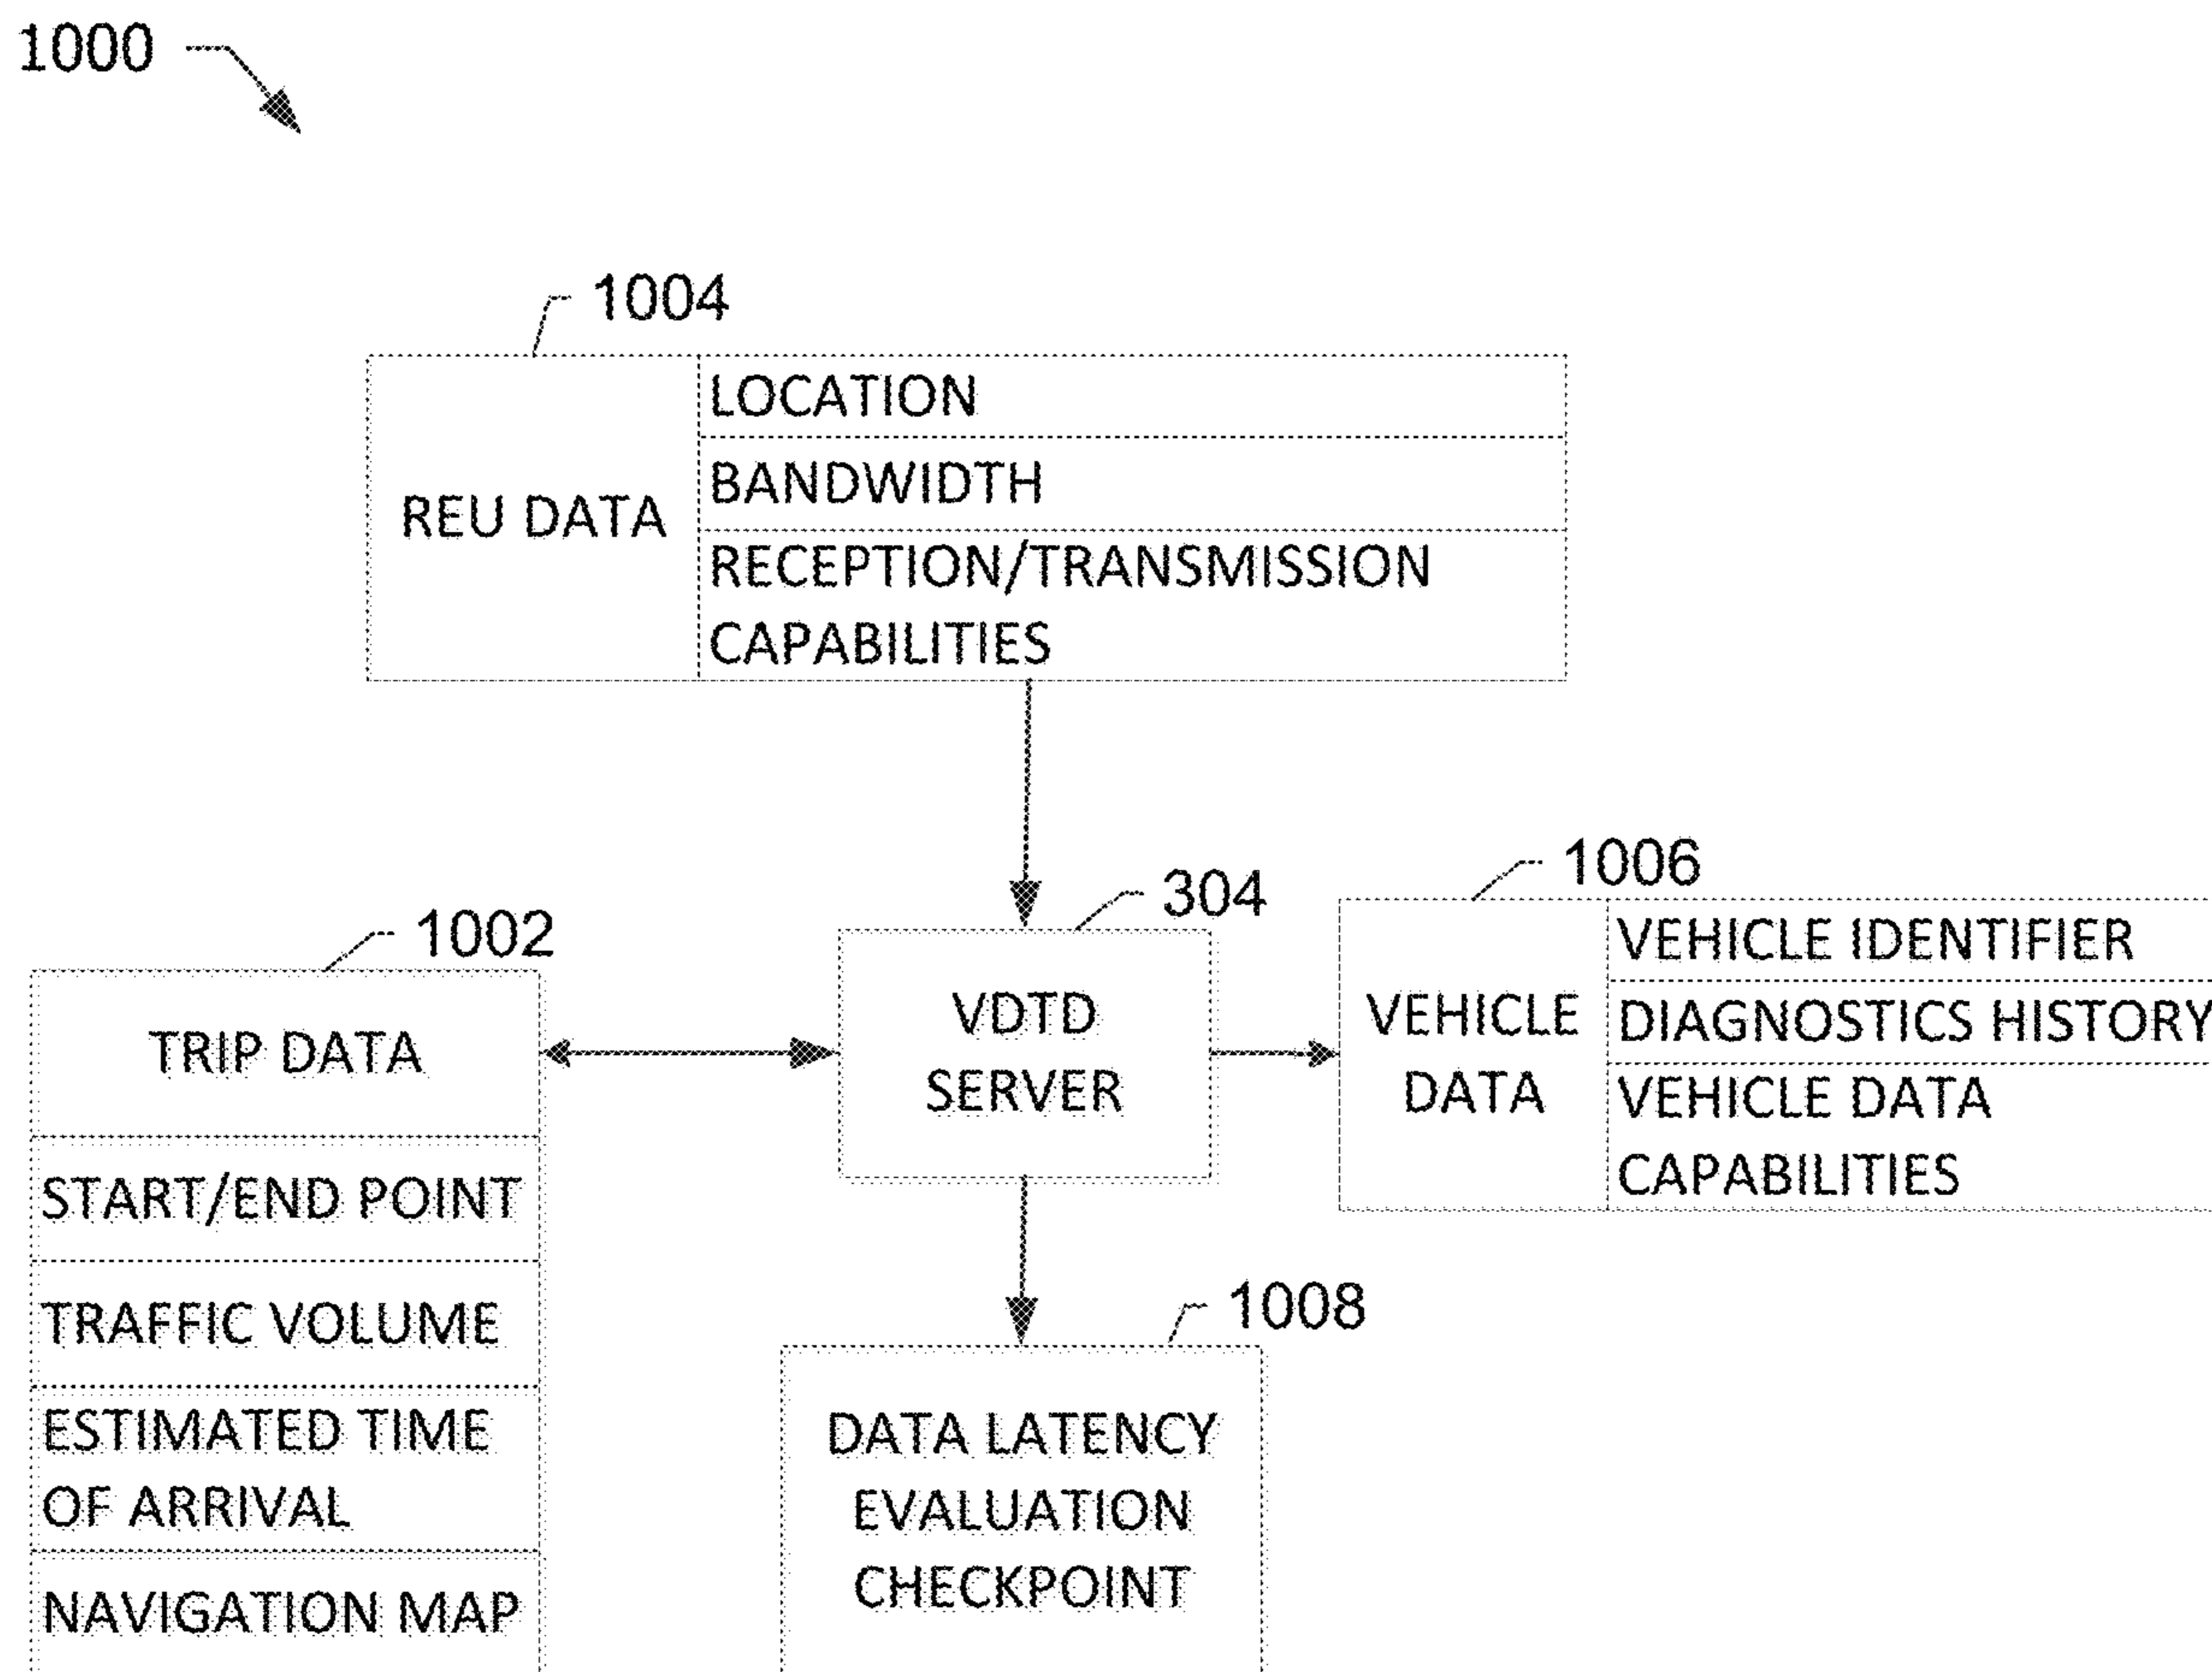 1000
1004
REU DATA
LOCATION
BANDWIDTH
RECEPTION/TRANSMISSION
CAPABILITIES
304
VDTD
SERVER
1006
VEHICLE
DATA
VEHICLE IDENTIFIER
DIAGNOSTICS HISTORY
VEHICLE DATA
CAPABILITIES
1002
TRIP DATA
START/END POINT
TRAFFIC VOLUME
ESTIMATED TIME
OF ARRIVAL
NAVIGATION MAP
1008
DATA LATENCY
EVALUATION
CHECKPOINT